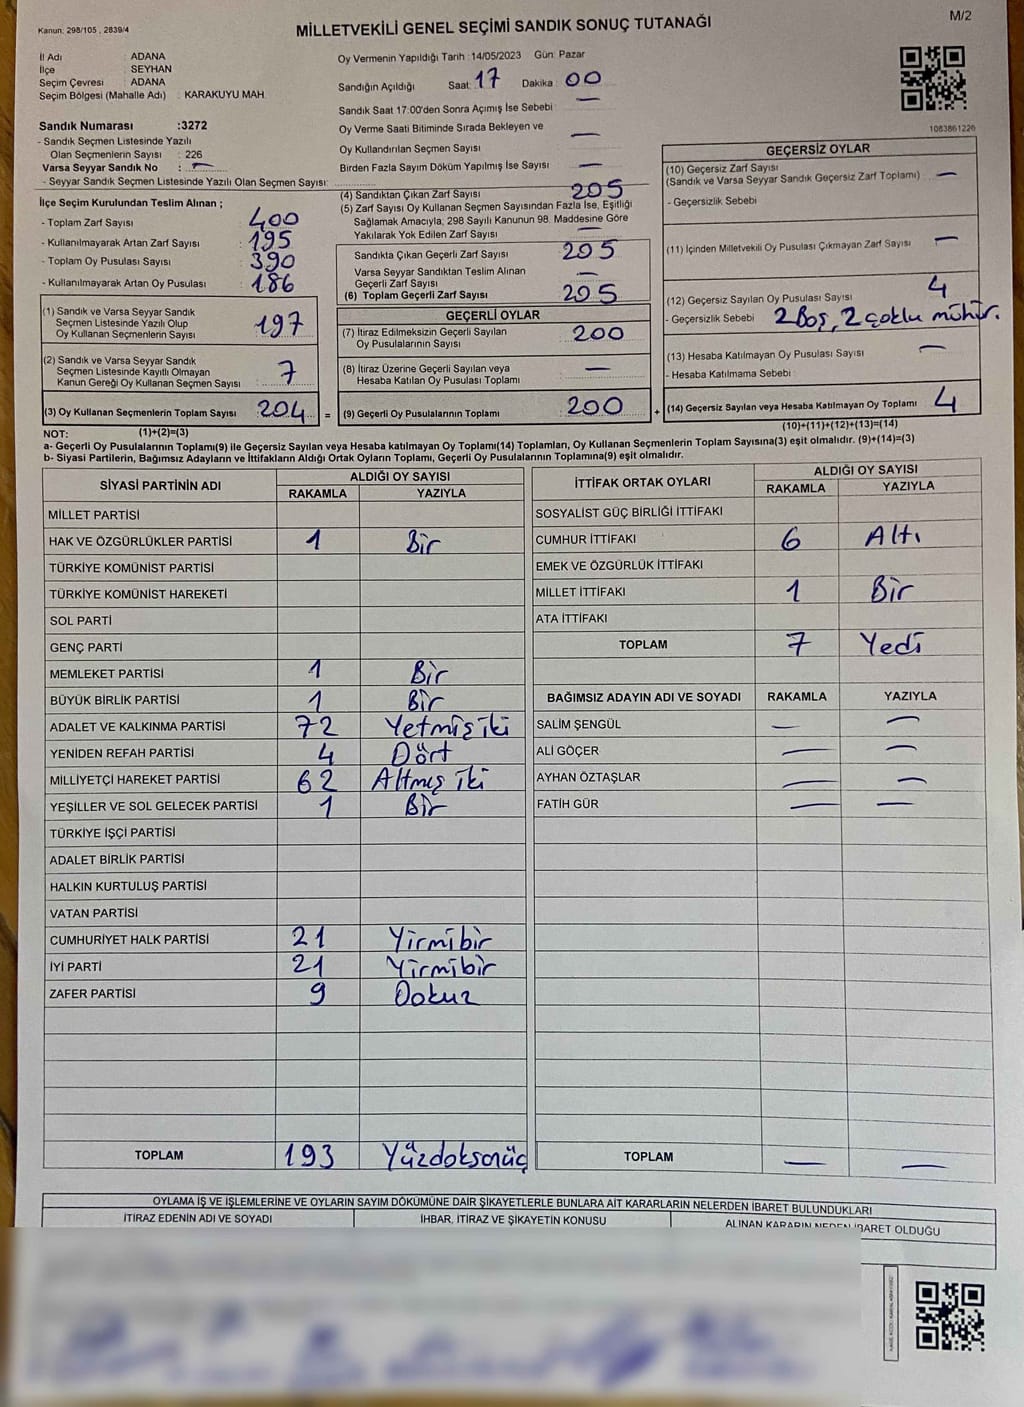 M/2
Kanun: 298/105 , 2839/4
MİLLETVEKİLİ GENEL SEÇİMİ SANDIK SONUÇ TUTANAĞI
İl Adı : ADANA
İlçe : SEYHAN
Seçim Çevresi : ADANA
Seçim Bölgesi (Mahalle Adı) : KARAKUYU MAH.
Sandık Numarası :3272
- Sandık Seçmen Listesinde Yazılı
Olan Seçmenlerin Sayısı : 226
Varsa Seyyar Sandık No : —
- Seyyar Sandık Seçmen Listesinde Yazılı Olan Seçmen Sayısı:
Oy Vermenin Yapıldığı Tarih :14/05/2023 Gün: Pazar
Sandığın Açıldığı Saat: 17 Dakika : 00
Sandık Saat 17:00'den Sonra Açımış İse Sebebi : —
Oy Verme Saati Bitiminde Sırada Bekleyen ve
Oy Kullandırılan Seçmen Sayısı : —
Birden Fazla Sayım Döküm Yapılmış İse Sayısı : —
1083861226
İlçe Seçim Kurulundan Teslim Alınan ;
- Toplam Zarf Sayısı : 400
- Kullanılmayarak Artan Zarf Sayısı : 195
- Toplam Oy Pusulası Sayısı : 390
- Kullanılmayarak Artan Oy Pusulası : 186
(1) Sandık ve Varsa Seyyar Sandık
Seçmen Listesinde Yazılı Olup
Oy Kullanan Seçmenlerin Sayısı : 197
(2) Sandık ve Varsa Seyyar Sandık
Seçmen Listesinde Kayıtlı Olmayan
Kanun Gereği Oy Kullanan Seçmen Sayısı : 7
(3) Oy Kullanan Seçmenlerin Toplam Sayısı : 204
(1)+(2)=(3)
(4) Sandıktan Çıkan Zarf Sayısı : 205
(5) Zarf Sayısı Oy Kullanan Seçmen Sayısından Fazla İse, Eşitliği
Sağlamak Amacıyla, 298 Sayılı Kanunun 98. Maddesine Göre
Yakılarak Yok Edilen Zarf Sayısı : —
Sandıkta Çıkan Geçerli Zarf Sayısı : 205
Varsa Seyyar Sandıktan Teslim Alınan
Geçerli Zarf Sayısı : —
(6) Toplam Geçerli Zarf Sayısı : 205
GEÇERLİ OYLAR
(7) İtiraz Edilmeksizin Geçerli Sayılan
Oy Pusulalarının Sayısı : 200
(8) İtiraz Üzerine Geçerli Sayılan veya
Hesaba Katılan Oy Pusulası Toplamı : —
= (9) Geçerli Oy Pusulalarının Toplamı : 200
GEÇERSİZ OYLAR
(10) Geçersiz Zarf Sayısı
(Sandık ve Varsa Seyyar Sandık Geçersiz Zarf Toplamı) : —
- Geçersizlik Sebebi :
(11) İçinden Milletvekili Oy Pusulası Çıkmayan Zarf Sayısı : —
(12) Geçersiz Sayılan Oy Pusulası Sayısı : 4
- Geçersizlik Sebebi : 2 Boş, 2 çoklu mühür.
(13) Hesaba Katılmayan Oy Pusulası Sayısı : —
- Hesaba Katılmama Sebebi :
+ (14) Geçersiz Sayılan veya Hesaba Katılmayan Oy Toplamı : 4
(10)+(11)+(12)+(13)=(14)
NOT:
a- Geçerli Oy Pusulalarının Toplamı(9) ile Geçersiz Sayılan veya Hesaba katılmayan Oy Toplamı(14) Toplamları, Oy Kullanan Seçmenlerin Toplam Sayısına(3) eşit olmalıdır. (9)+(14)=(3)
b- Siyasi Partilerin, Bağımsız Adayların ve İttifakların Aldığı Ortak Oyların Toplamı, Geçerli Oy Pusulalarının Toplamına(9) eşit olmalıdır.
SİYASİ PARTİNİN ADI ALDIĞI OY SAYISI
RAKAMLA YAZIYLA
MİLLET PARTİSİ
HAK VE ÖZGÜRLÜKLER PARTİSİ 1 Bir
TÜRKİYE KOMÜNİST PARTİSİ
TÜRKİYE KOMÜNİST HAREKETİ
SOL PARTİ
GENÇ PARTİ
MEMLEKET PARTİSİ 1 Bir
BÜYÜK BİRLİK PARTİSİ 1 Bir
ADALET VE KALKINMA PARTİSİ 72 Yetmiş iki
YENİDEN REFAH PARTİSİ 4 Dört
MİLLİYETÇİ HAREKET PARTİSİ 62 Altmış iki
YEŞİLLER VE SOL GELECEK PARTİSİ 1 Bir
TÜRKİYE İŞÇİ PARTİSİ
ADALET BİRLİK PARTİSİ
HALKIN KURTULUŞ PARTİSİ
VATAN PARTİSİ
CUMHURİYET HALK PARTİSİ 21 Yirmibir
İYİ PARTİ 21 Yirmibir
ZAFER PARTİSİ 9 Dokuz
TOPLAM 193 Yüzdoksanüç
İTTİFAK ORTAK OYLARI ALDIĞI OY SAYISI
RAKAMLA YAZIYLA
SOSYALİST GÜÇ BİRLİĞİ İTTİFAKI
CUMHUR İTTİFAKI 6 Altı
EMEK VE ÖZGÜRLÜK İTTİFAKI
MİLLET İTTİFAKI 1 Bir
ATA İTTİFAKI
TOPLAM 7 Yedi
BAĞIMSIZ ADAYIN ADI VE SOYADI RAKAMLA YAZIYLA
SALİM ŞENGÜL — —
ALİ GÖÇER — —
AYHAN ÖZTAŞLAR — —
FATİH GÜR — —
TOPLAM — —
OYLAMA İŞ VE İŞLEMLERİNE VE OYLARIN SAYIM DÖKÜMÜNE DAİR ŞİKAYETLERLE BUNLARA AİT KARARLARIN NELERDEN İBARET BULUNDUKLARI
İTİRAZ EDENİN ADI VE SOYADI İHBAR, İTİRAZ VE ŞİKAYETİN KONUSU ALINAN KARARIN NEDEN İBARET OLDUĞU